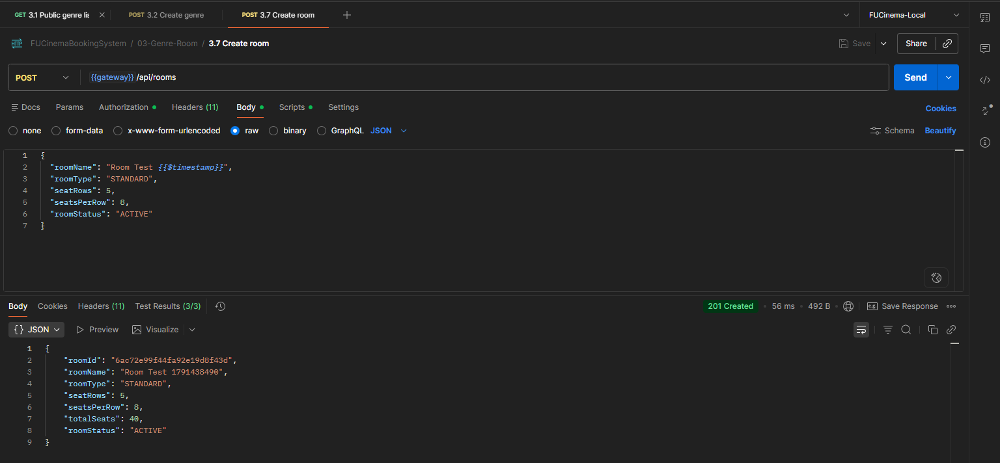 GET 3.1 Public genre lis
POST 3.2 Create genre
POST 3.7 Create room
FUCinema-Local
HTTP FUCinemaBookingSystem / 03-Genre-Room / 3.7 Create room
Save
Share
POST
{{gateway}} /api/rooms
Send
Docs Params Authorization Headers (11) Body Scripts Settings
Cookies
none form-data x-www-form-urlencoded raw binary GraphQL JSON
Schema Beautify
1 {
2 "roomName": "Room Test {{$timestamp}}",
3 "roomType": "STANDARD",
4 "seatRows": 5,
5 "seatsPerRow": 8,
6 "roomStatus": "ACTIVE"
7 }
Body Cookies Headers (11) Test Results (3/3)
201 Created 56 ms 492 B e.g. Save Response
{} JSON Preview Visualize
1 {
2 "roomId": "6ac72e99f44fa92e19d8f43d",
3 "roomName": "Room Test 1791438490",
4 "roomType": "STANDARD",
5 "seatRows": 5,
6 "seatsPerRow": 8,
7 "totalSeats": 40,
8 "roomStatus": "ACTIVE"
9 }